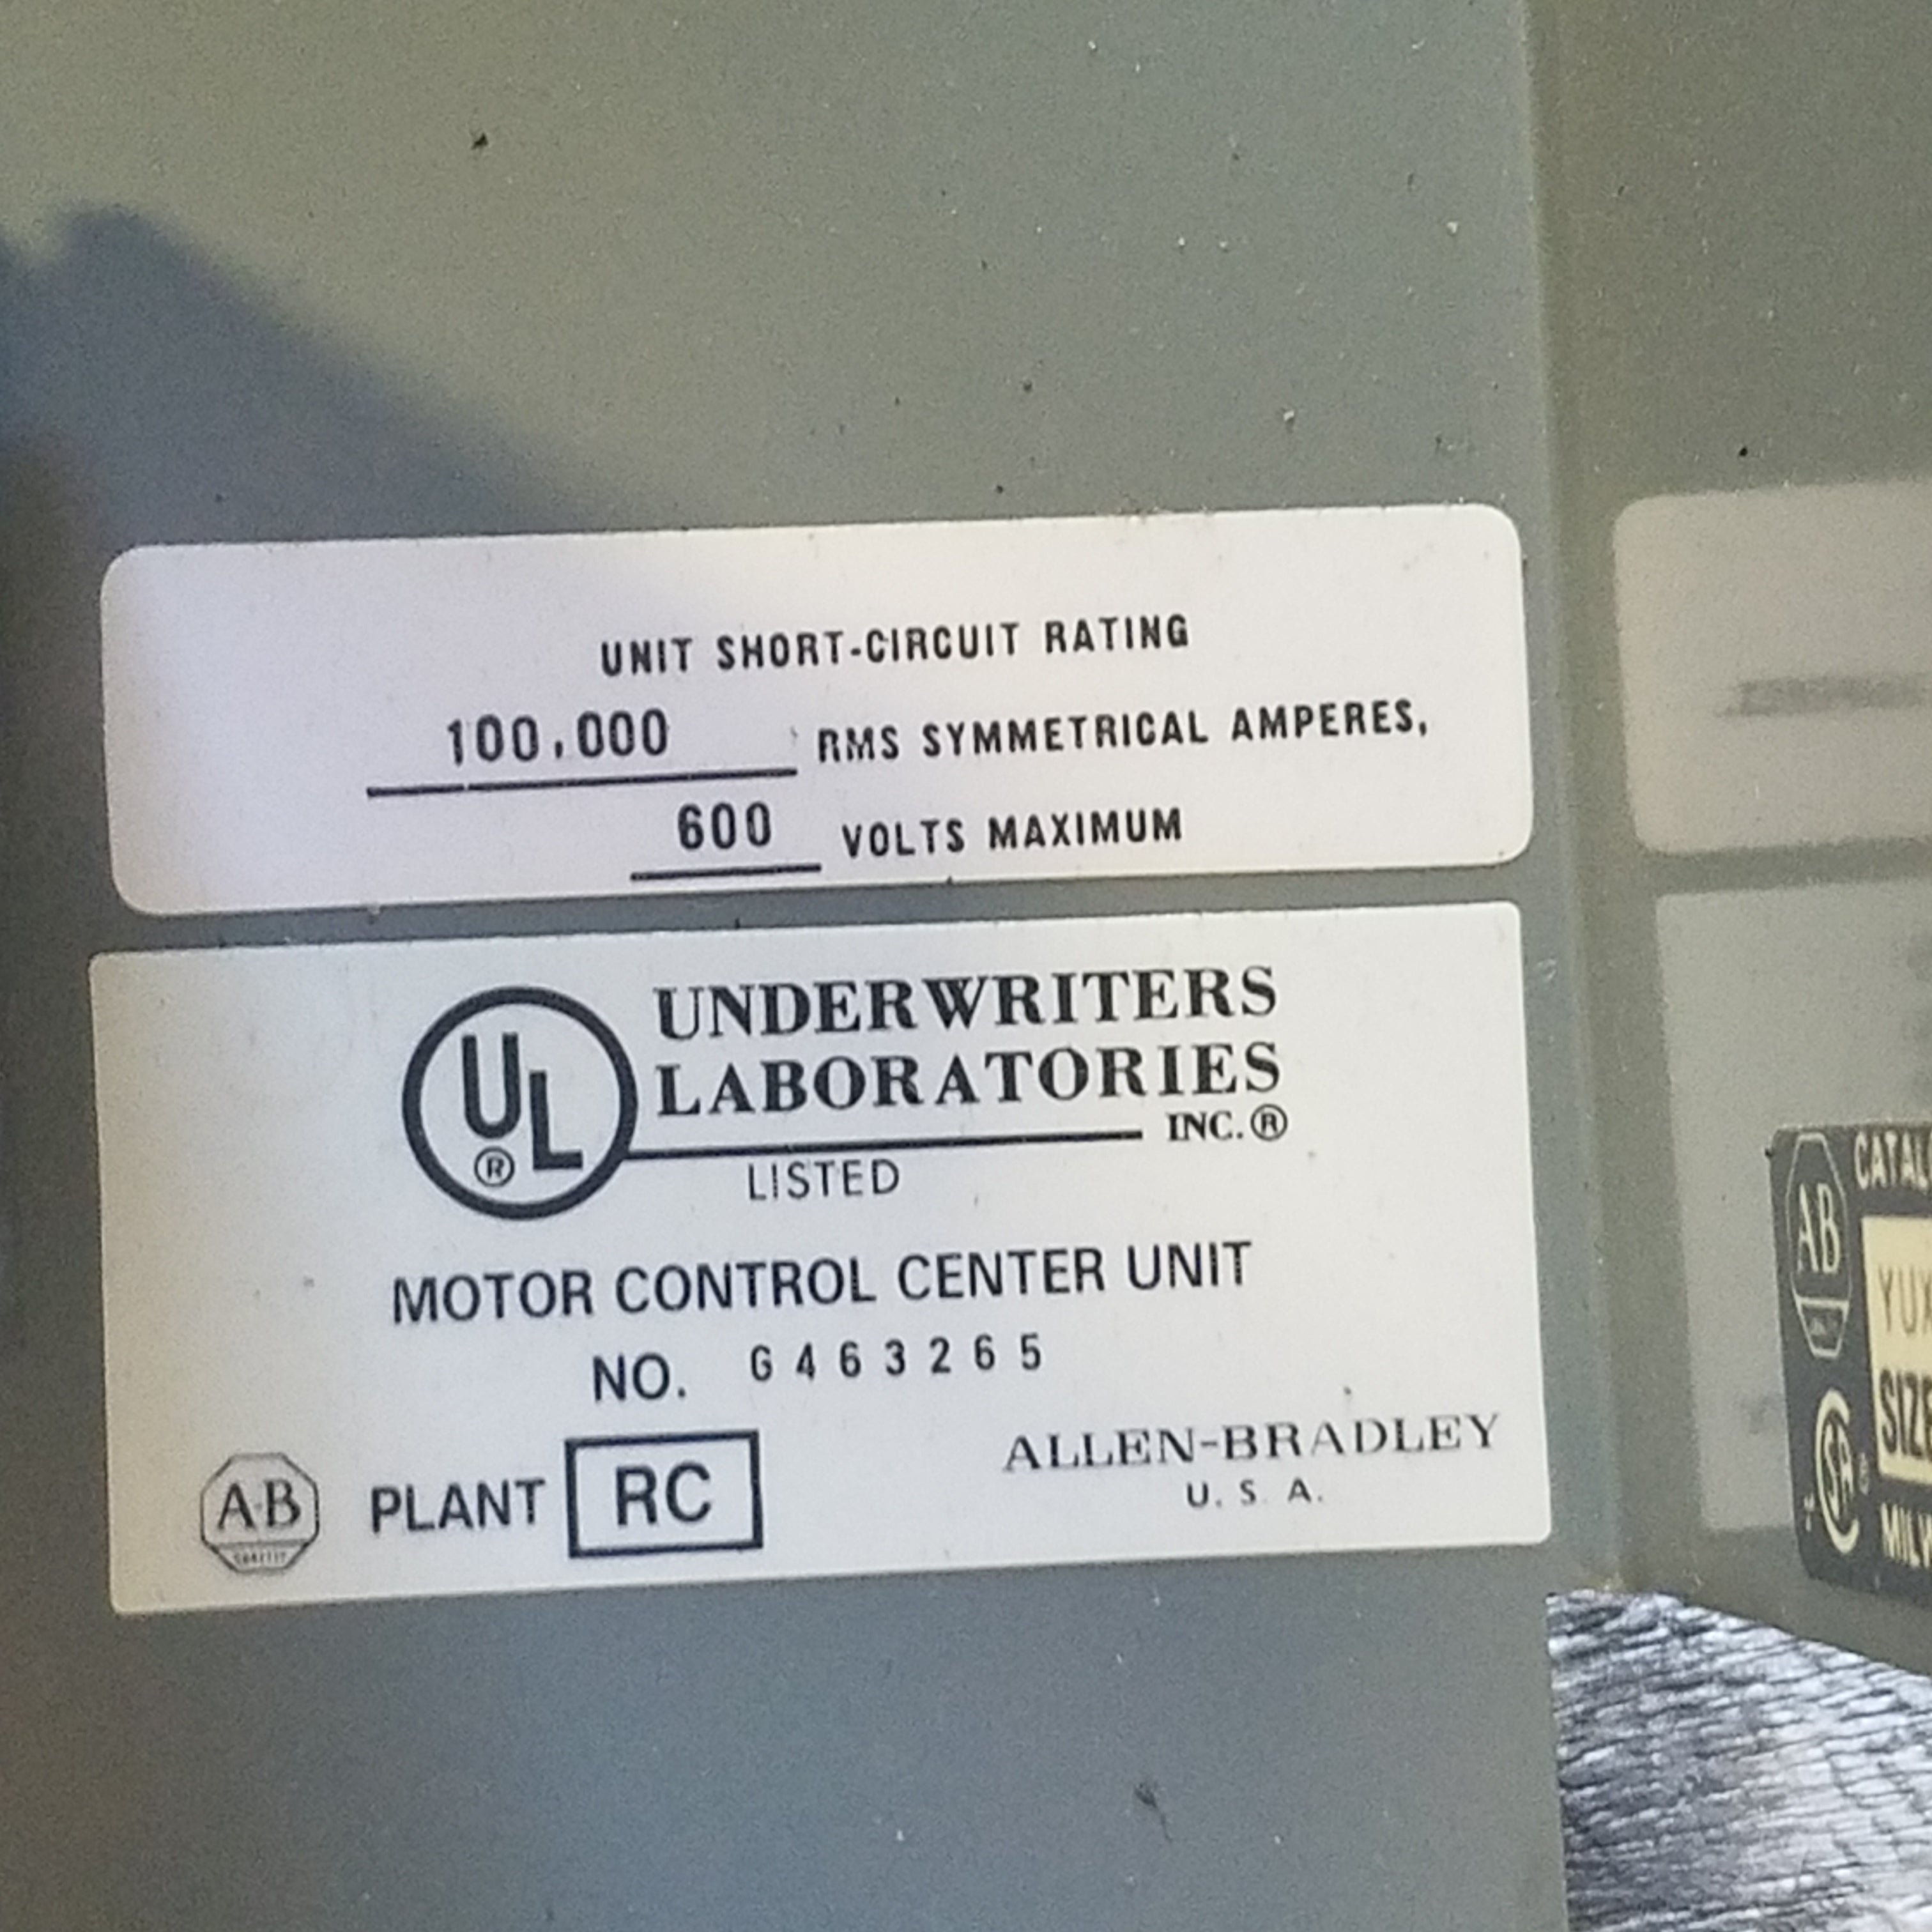 UNIT SHORT-CIRCUIT RATING
100,000 RMS SYMMETRICAL AMPERES,
600 VOLTS MAXIMUM
UL ®
UNDERWRITERS
LABORATORIES
INC.®
LISTED
MOTOR CONTROL CENTER UNIT
NO. G463265
A-B
PLANT RC
ALLEN-BRADLEY
U. S. A.
AB
SA